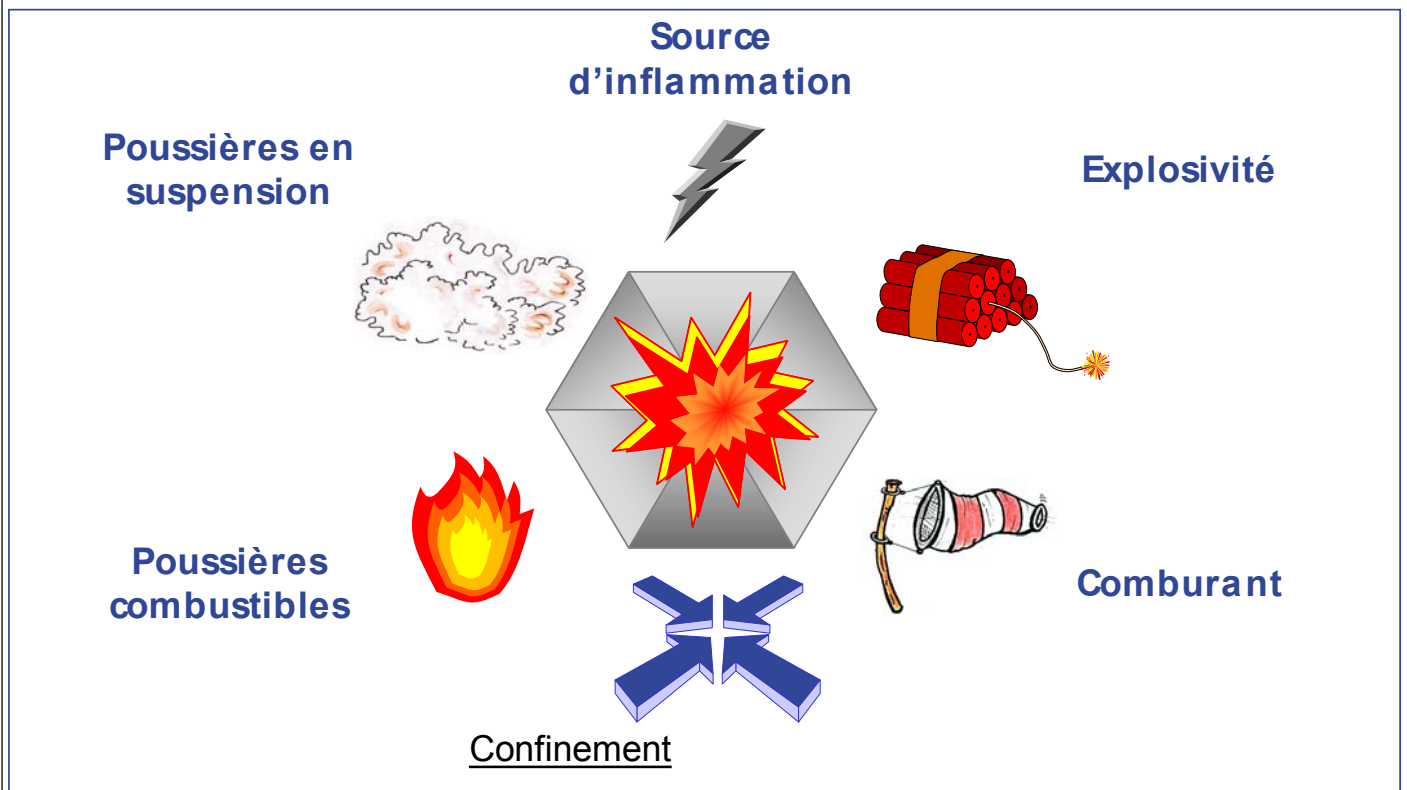 Source
d'inflammation
Poussières en
suspension
Explosivité
Poussières
combustibles
Comburant
Confinement